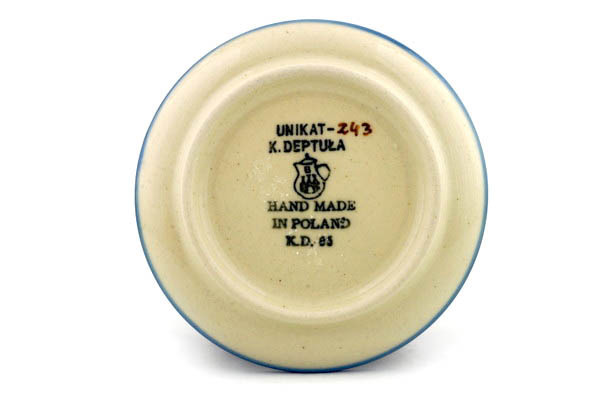 UNIKAT-243
K. DEPTUŁA
B
HAND MADE
IN POLAND
K.D. 85